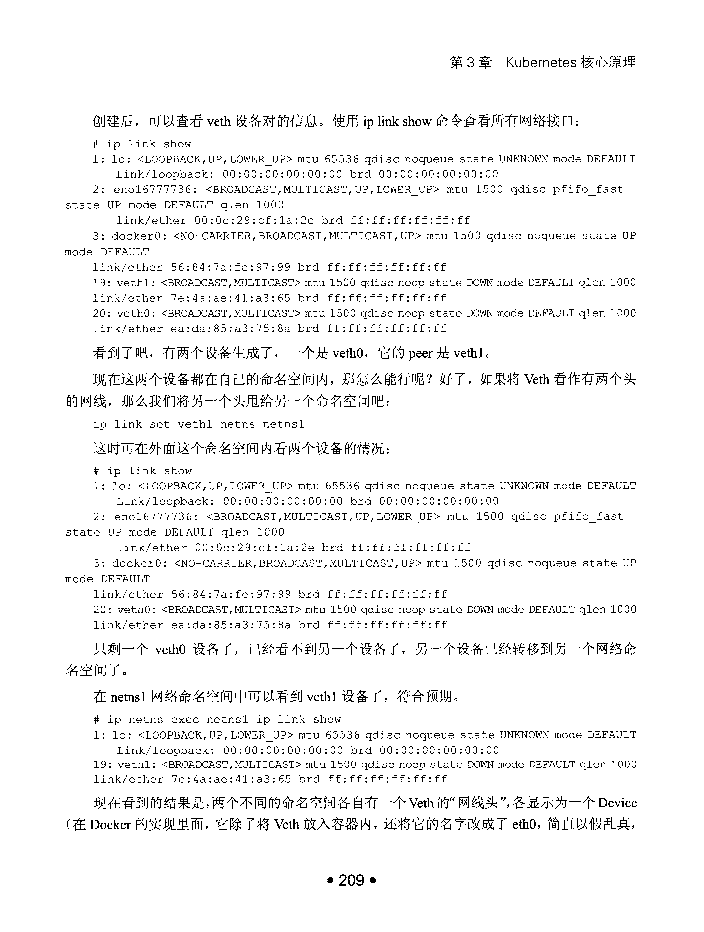 第 3 章 Kubernetes 核心原理
创建后，可以查看 veth 设备对的信息。使用 ip link show 命令查看所有网络接口：
# ip link show
1: lo: <LOOPBACK,UP,LOWER_UP> mtu 65536 qdisc noqueue state UNKNOWN mode DEFAULT
link/loopback: 00:00:00:00:00:00 brd 00:00:00:00:00:00
2: eno16777736: <BROADCAST,MULTICAST,UP,LOWER_UP> mtu 1500 qdisc pfifo_fast
state UP mode DEFAULT qlen 1000
link/ether 00:0c:29:cf:1a:2e brd ff:ff:ff:ff:ff:ff
3: docker0: <NO-CARRIER,BROADCAST,MULTICAST,UP> mtu 1500 qdisc noqueue state UP
mode DEFAULT
link/ether 56:84:7a:fe:97:99 brd ff:ff:ff:ff:ff:ff
19: veth1: <BROADCAST,MULTICAST> mtu 1500 qdisc noop state DOWN mode DEFAULT qlen 1000
link/ether 7e:4a:ae:41:a3:65 brd ff:ff:ff:ff:ff:ff
20: veth0: <BROADCAST,MULTICAST> mtu 1500 qdisc noop state DOWN mode DEFAULT qlen 1000
link/ether ea:da:85:a3:75:8a brd ff:ff:ff:ff:ff:ff
看到了吧，有两个设备生成了，一个是 veth0，它的 peer 是 veth1。
现在这两个设备都在自己的命名空间内，那怎么能行呢？好了，如果将 Veth 看作有两个头
的网线，那么我们将另一个头甩给另一个命名空间吧：
ip link set veth1 netns netns1
这时可在外面这个命名空间内看两个设备的情况：
# ip link show
1: lo: <LOOPBACK,UP,LOWER_UP> mtu 65536 qdisc noqueue state UNKNOWN mode DEFAULT
link/loopback: 00:00:00:00:00:00 brd 00:00:00:00:00:00
2: eno16777736: <BROADCAST,MULTICAST,UP,LOWER_UP> mtu 1500 qdisc pfifo_fast
state UP mode DEFAULT qlen 1000
link/ether 00:0c:29:cf:1a:2e brd ff:ff:ff:ff:ff:ff
3: docker0: <NO-CARRIER,BROADCAST,MULTICAST,UP> mtu 1500 qdisc noqueue state UP
mode DEFAULT
link/ether 56:84:7a:fe:97:99 brd ff:ff:ff:ff:ff:ff
20: veth0: <BROADCAST,MULTICAST> mtu 1500 qdisc noop state DOWN mode DEFAULT qlen 1000
link/ether ea:da:85:a3:75:8a brd ff:ff:ff:ff:ff:ff
只剩一个 veth0 设备了，已经看不到另一个设备了，另一个设备已经转移到另一个网络命
名空间了。
在 netns1 网络命名空间中可以看到 veth1 设备了，符合预期。
# ip netns exec netns1 ip link show
1: lo: <LOOPBACK,UP,LOWER_UP> mtu 65536 qdisc noqueue state UNKNOWN mode DEFAULT
link/loopback: 00:00:00:00:00:00 brd 00:00:00:00:00:00
19: veth1: <BROADCAST,MULTICAST> mtu 1500 qdisc noop state DOWN mode DEFAULT qlen 1000
link/ether 7e:4a:ae:41:a3:65 brd ff:ff:ff:ff:ff:ff
现在看到的结果是，两个不同的命名空间各自有一个 Veth 的“网线头”，各显示为一个 Device
（在 Docker 的实现里面，它除了将 Veth 放入容器内，还将它的名字改成了 eth0，简直以假乱真，
• 209 •